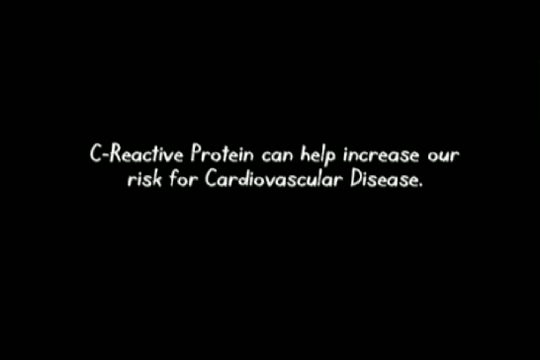 C-Reactive Protein can help increase our
risk for Cardiovascular Disease.